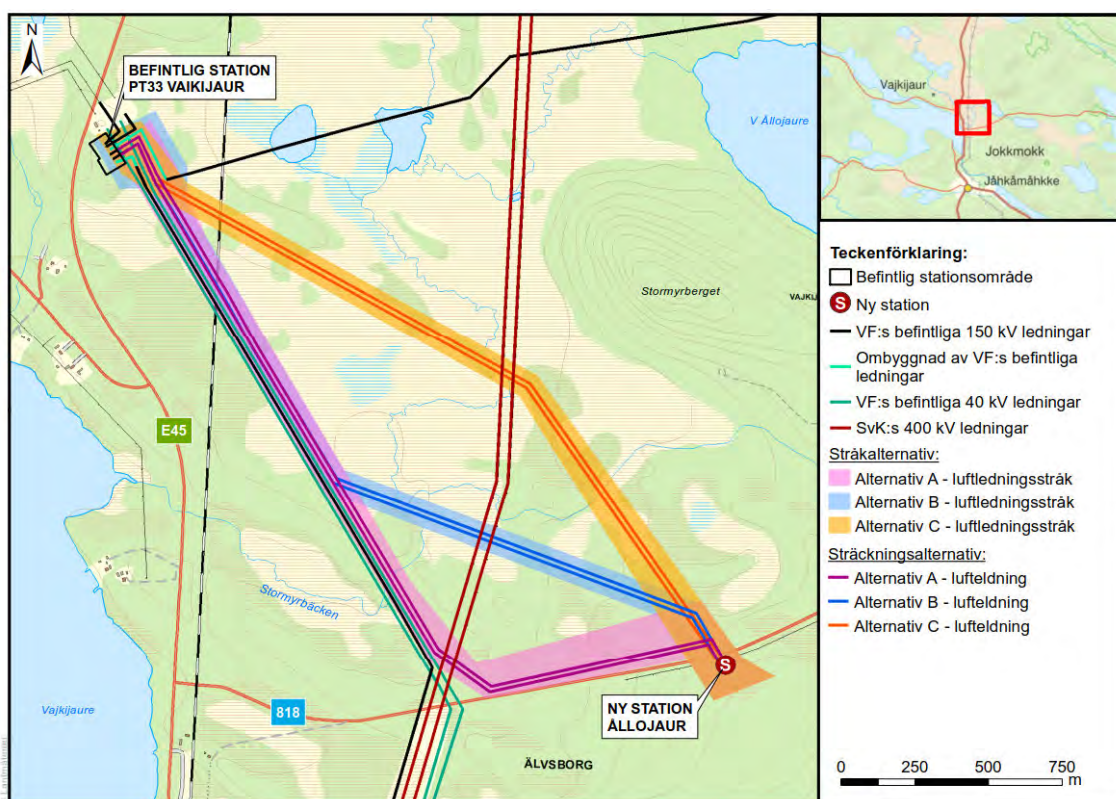 N
BEFINTLIG STATION
PT33 VAIKIJAUR
V Ållojaure
Stormyrberget
VAJKIJ
E45
Stormyrbäcken
Vajkijaure
818
NY STATION
ÅLLOJAUR
S
ÄLVSBORG
Lantmäteriet
Vajkijaur
Jokkmokk
Jåhkåmåhkke
Teckenförklaring:
Befintlig stationsområde
S Ny station
VF:s befintliga 150 kV ledningar
Ombyggnad av VF:s befintliga
ledningar
VF:s befintliga 40 kV ledningar
SvK:s 400 kV ledningar
Stråkalternativ:
Alternativ A - luftledningsstråk
Alternativ B - luftledningsstråk
Alternativ C - luftledningsstråk
Sträckningsalternativ:
Alternativ A - lufteldning
Alternativ B - lufteldning
Alternativ C - lufteldning
0 250 500 750
m